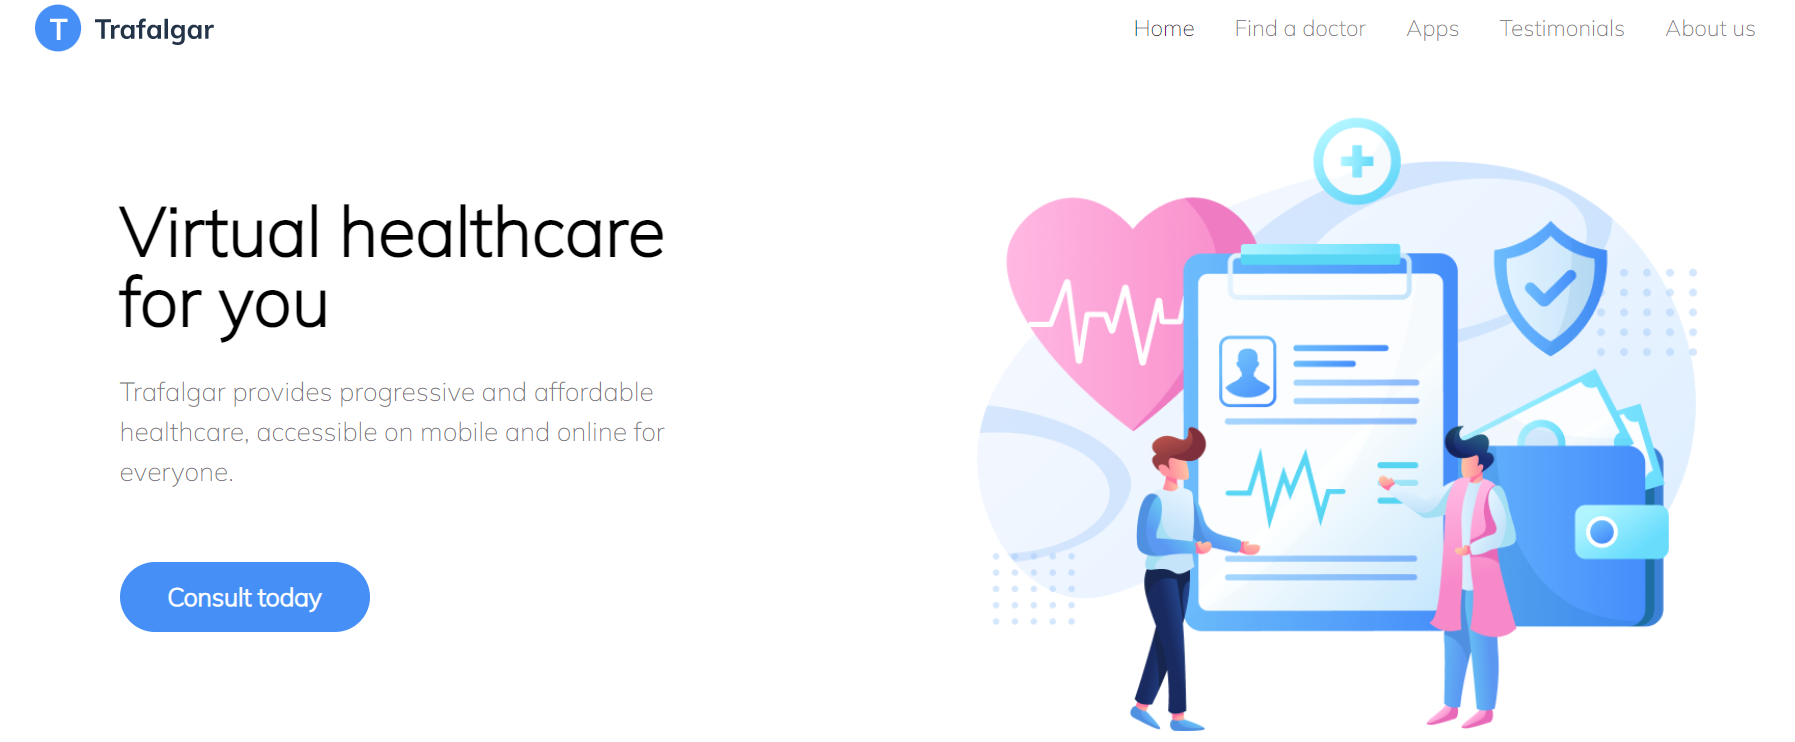 T Trafalgar
Home Find a doctor Apps Testimonials About us
Virtual healthcare
for you
Trafalgar provides progressive and affordable
healthcare, accessible on mobile and online for
everyone.
Consult today